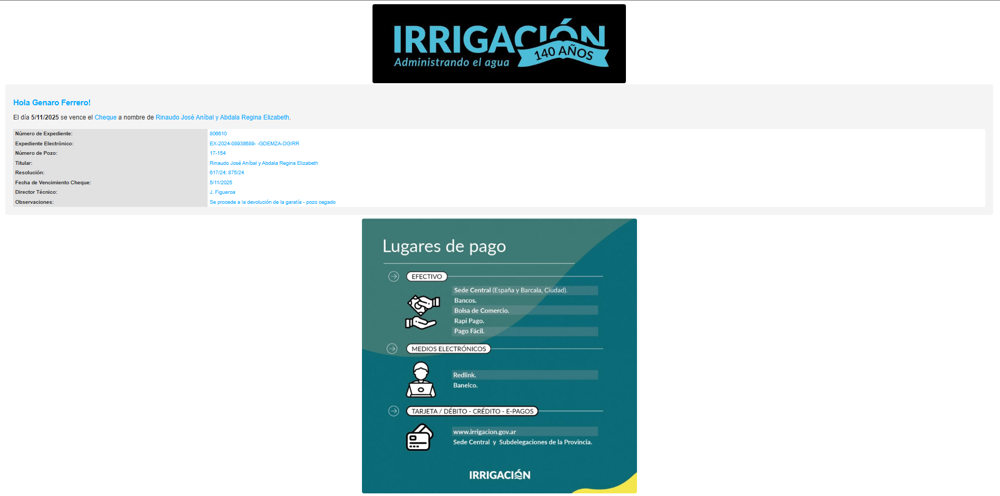 IRRIGACIÓN
140 AÑOS
Administrando el agua
Hola Genaro Ferrero!
El día 5/11/2025 se vence el Cheque a nombre de Rinaudo José Aníbal y Abdala Regina Elizabeth.
Número de Expediente: 806610
Expediente Electrónico: EX-2024-08938689- -GDEMZA-DGIRR
Número de Pozo: 17-154
Titular: Rinaudo José Aníbal y Abdala Regina Elizabeth
Resolución: 617/24; 875/24
Fecha de Vencimiento Cheque: 5/11/2025
Director Técnico: J. Figueroa
Observaciones: Se procede a la devolución de la garatía - pozo cegado
Lugares de pago
EFECTIVO
Sede Central (España y Barcala, Ciudad).
Bancos.
Bolsa de Comercio.
Rapi Pago.
Pago Fácil.
MEDIOS ELECTRÓNICOS
Redlink.
Banelco.
TARJETA / DÉBITO - CRÉDITO - E-PAGOS
www.irrigacion.gov.ar
Sede Central y Subdelegaciones de la Provincia.
IRRIGACIÓN